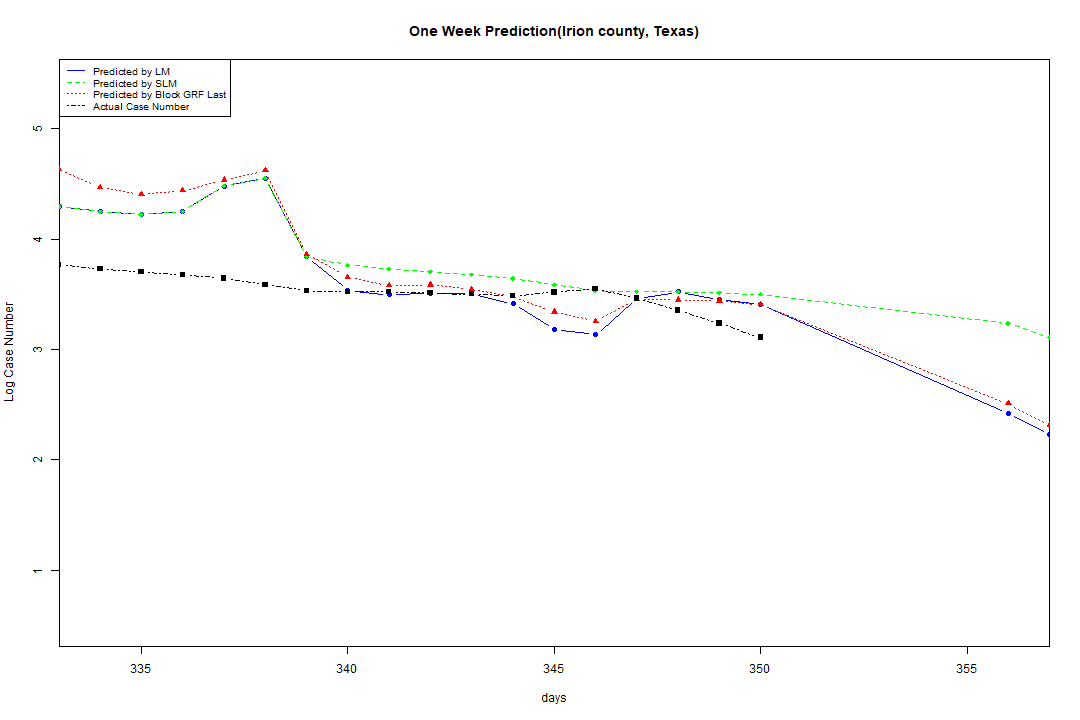 One Week Prediction(Irion county, Texas)
Predicted by LM
Predicted by SLM
Predicted by Block GRF Last
Actual Case Number
5
4
3
2
1
Log Case Number
335 340 345 350 355
days